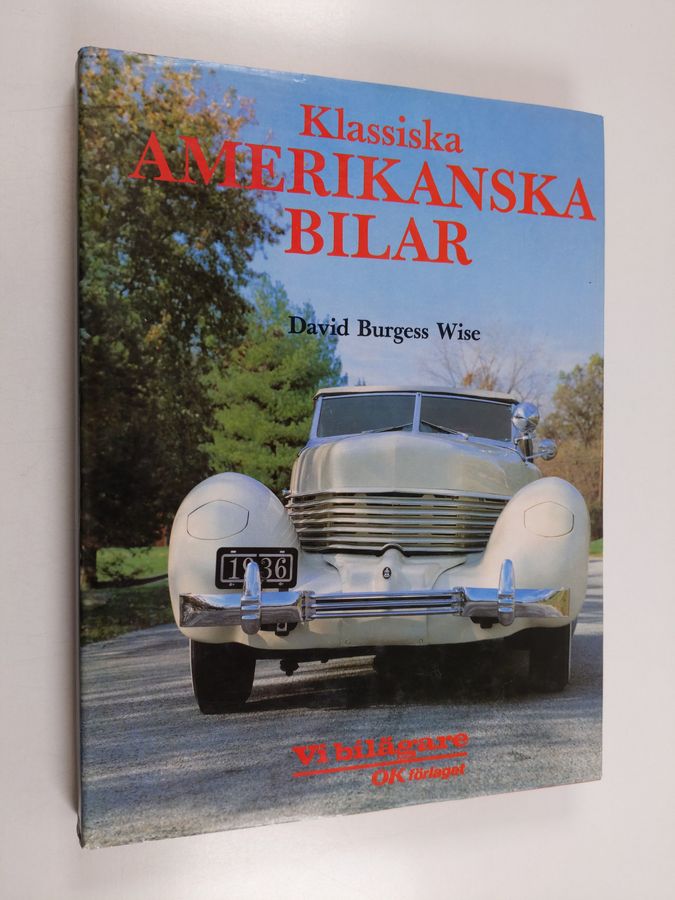 Klassiska
AMERIKANSKA
BILAR
David Burgess Wise
1936
Vi bilägare
OK förlaget